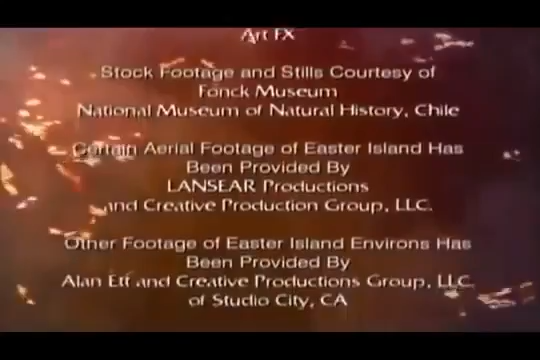 Art FX
Stock Footage and Stills Courtesy of
Fonck Museum
National Museum of Natural History, Chile
Certain Aerial Footage of Easter Island Has
Been Provided By
LANSEAR Productions
and Creative Production Group, LLC.
Other Footage of Easter Island Environs Has
Been Provided By
Alan Ett and Creative Productions Group, LLC
of Studio City, CA